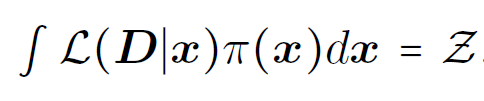 ∫ ℒ(𝑫|𝒙)π(𝒙)d𝒙 = 𝒵.